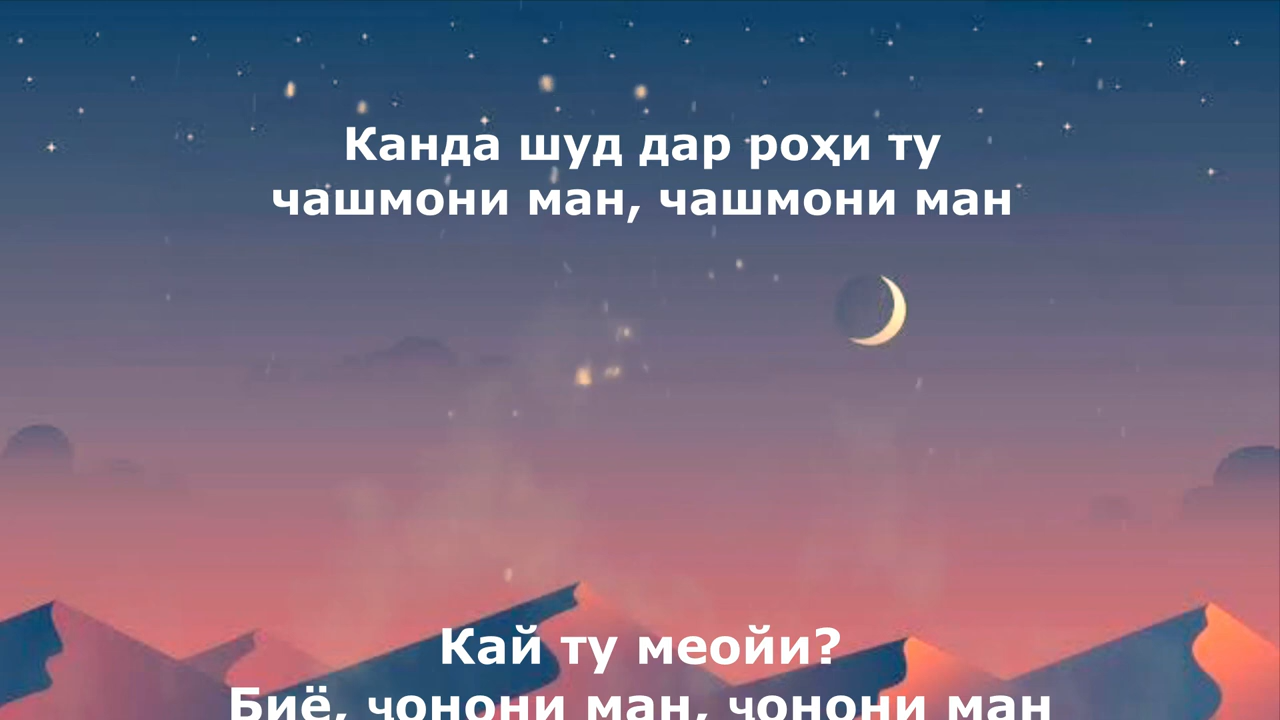 Канда шуд дар роҳи ту
чашмони ман, чашмони ман
Кай ту меойи?
Биё, ҷонони ман, ҷонони ман